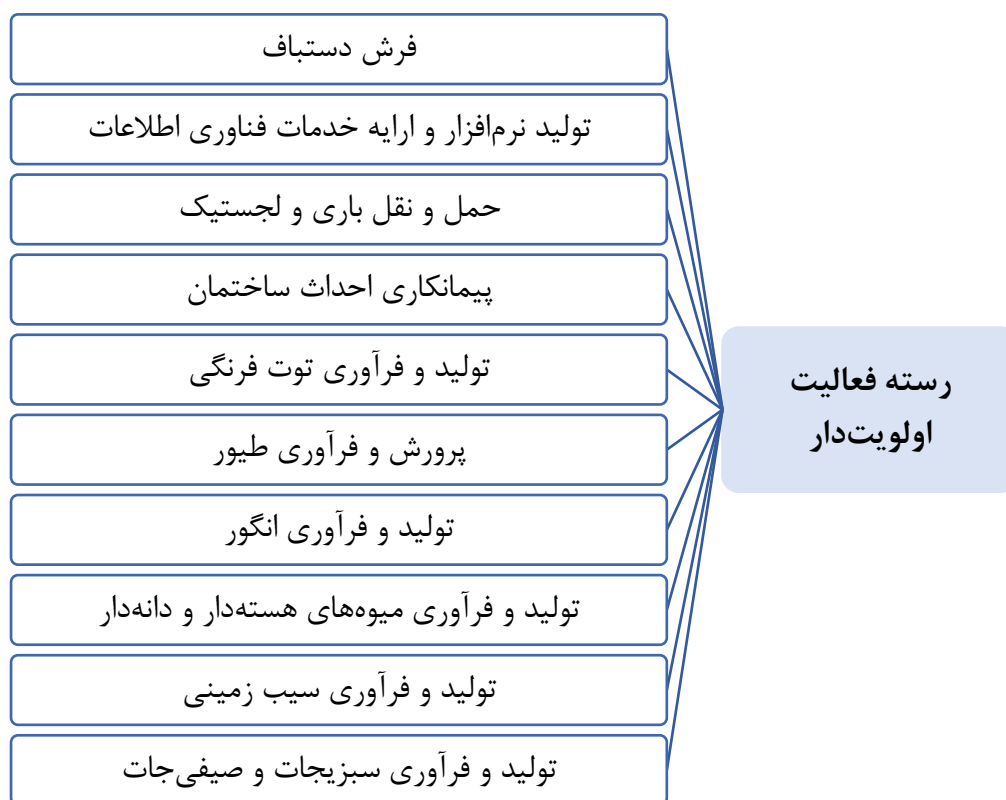 رسته فعالیت
اولویت‌دار
فرش دستباف
تولید نرم‌افزار و ارایه خدمات فناوری اطلاعات
حمل و نقل باری و لجستیک
پیمانکاری احداث ساختمان
تولید و فرآوری توت فرنگی
پرورش و فرآوری طیور
تولید و فرآوری انگور
تولید و فرآوری میوه‌های هسته‌دار و دانه‌دار
تولید و فرآوری سیب زمینی
تولید و فرآوری سبزیجات و صیفی‌جات